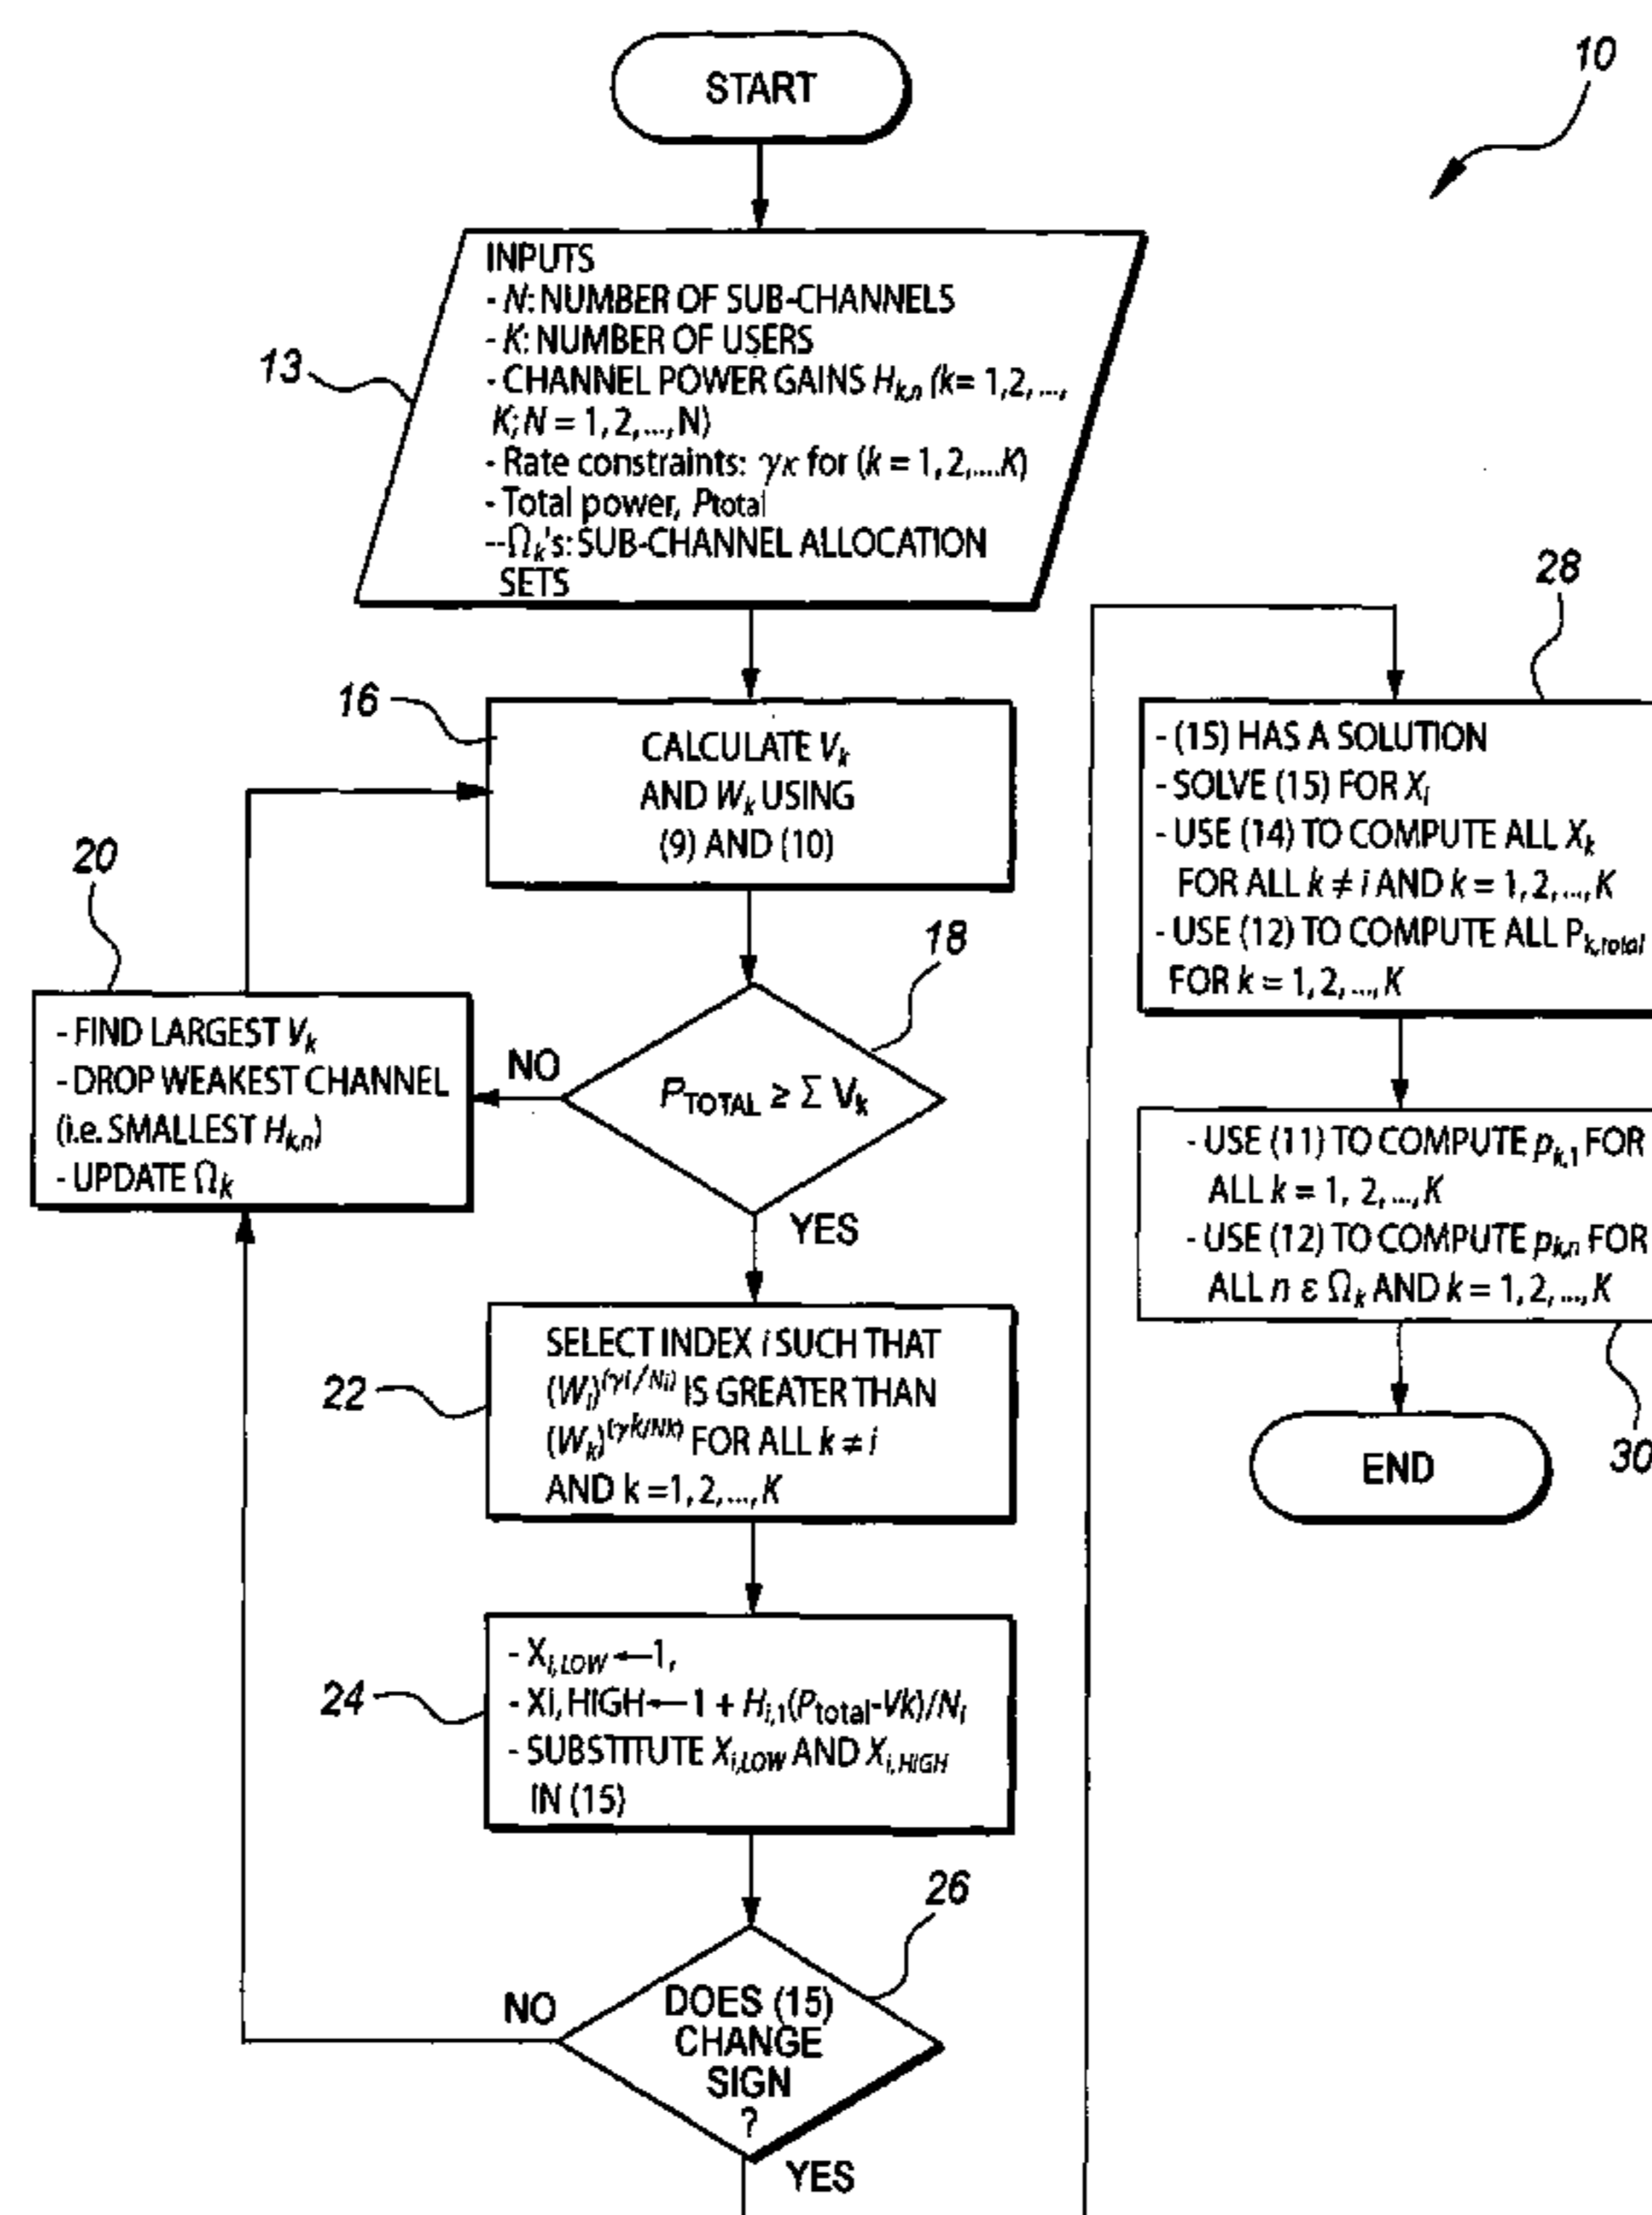 START
10
13
INPUTS
- N: NUMBER OF SUB-CHANNELS
- K: NUMBER OF USERS
- CHANNEL POWER GAINS Hk,n (k= 1,2, ...,
K; N = 1, 2, ..., N)
- Rate constraints: γκ for (k = 1, 2,....K)
- Total power, Ptotal
--Ωk's: SUB-CHANNEL ALLOCATION
SETS
16
CALCULATE Vk
AND Wk USING
(9) AND (10)
18
PTOTAL ≥ Σ Vk
NO
YES
20
- FIND LARGEST Vk
- DROP WEAKEST CHANNEL
(i.e. SMALLEST Hk,n)
- UPDATE Ωk
22
SELECT INDEX i SUCH THAT
(Wi)(γi/Ni) IS GREATER THAN
(Wk)(γk/Nk) FOR ALL k ≠ i
AND k =1, 2, ..., K
24
- Xi,LOW ←1,
- Xi, HIGH← 1 + Hi,1(Ptotal-Vk)/Ni
- SUBSTITUTE Xi,LOW AND Xi,HIGH
IN (15)
26
DOES (15)
CHANGE
SIGN
?
NO
YES
28
- (15) HAS A SOLUTION
- SOLVE (15) FOR Xi
- USE (14) TO COMPUTE ALL Xk
FOR ALL k ≠ i AND k = 1, 2, ..., K
- USE (12) TO COMPUTE ALL Pk,total
FOR k = 1, 2, ..., K
- USE (11) TO COMPUTE pk,1 FOR
ALL k = 1, 2, ..., K
- USE (12) TO COMPUTE pk,n FOR
ALL n ε Ωk AND k = 1, 2, ..., K
30
END